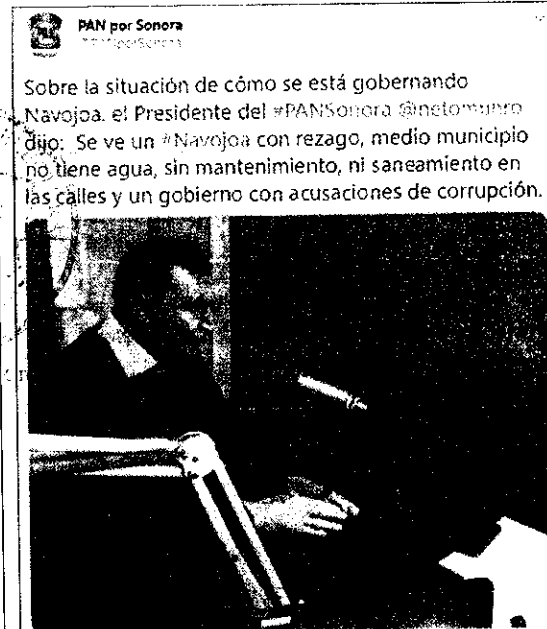 PAN por Sonora
@PANporSonora
Sobre la situación de cómo se está gobernando
Navojoa, el Presidente del #PANSonora @netomunro
dijo: Se ve un #Navojoa con rezago, medio municipio
no tiene agua, sin mantenimiento, ni saneamiento en
las calles y un gobierno con acusaciones de corrupción.